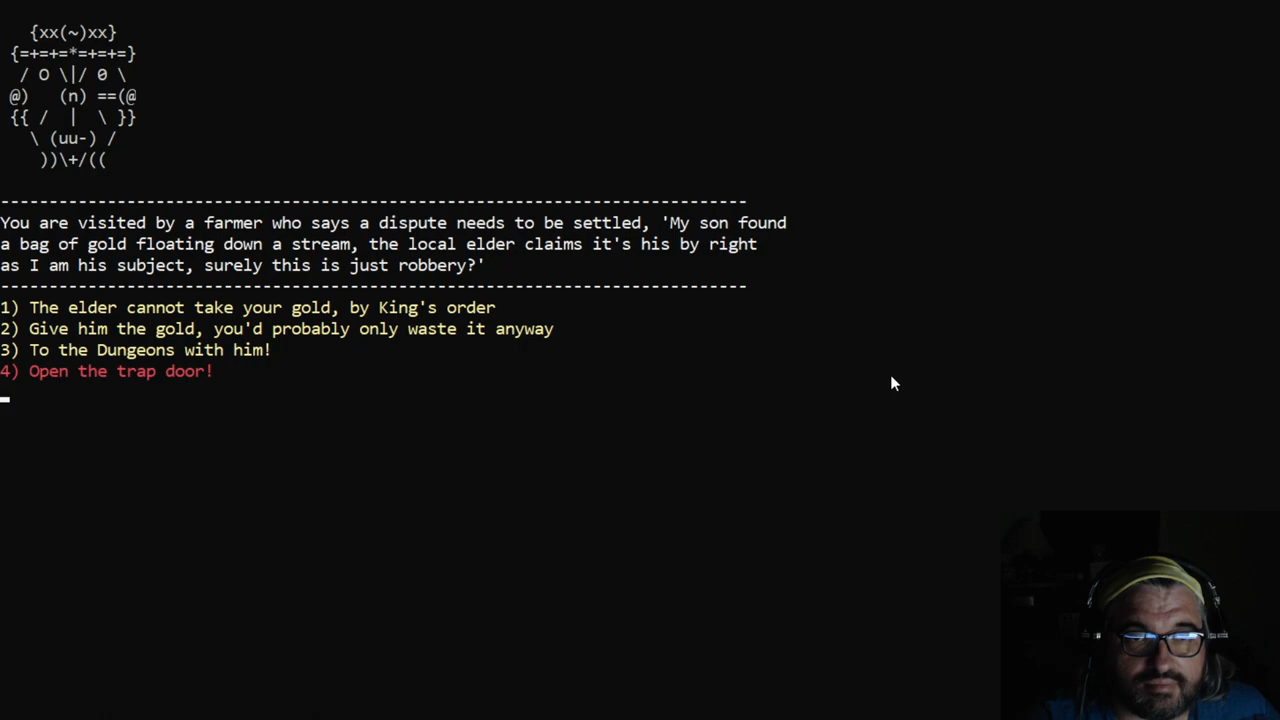 {xx(~)xx}
{=+=+=*=+=+=}
/ O \|/ 0 \
@)   (n) ==(@
{{ /  |  \ }}
\ (uu-) /
))\+/((
-----------------------------------------------------------------------------
You are visited by a farmer who says a dispute needs to be settled, 'My son found
a bag of gold floating down a stream, the local elder claims it's his by right
as I am his subject, surely this is just robbery?'
-----------------------------------------------------------------------------
1) The elder cannot take your gold, by King's order
2) Give him the gold, you'd probably only waste it anyway
3) To the Dungeons with him!
4) Open the trap door!